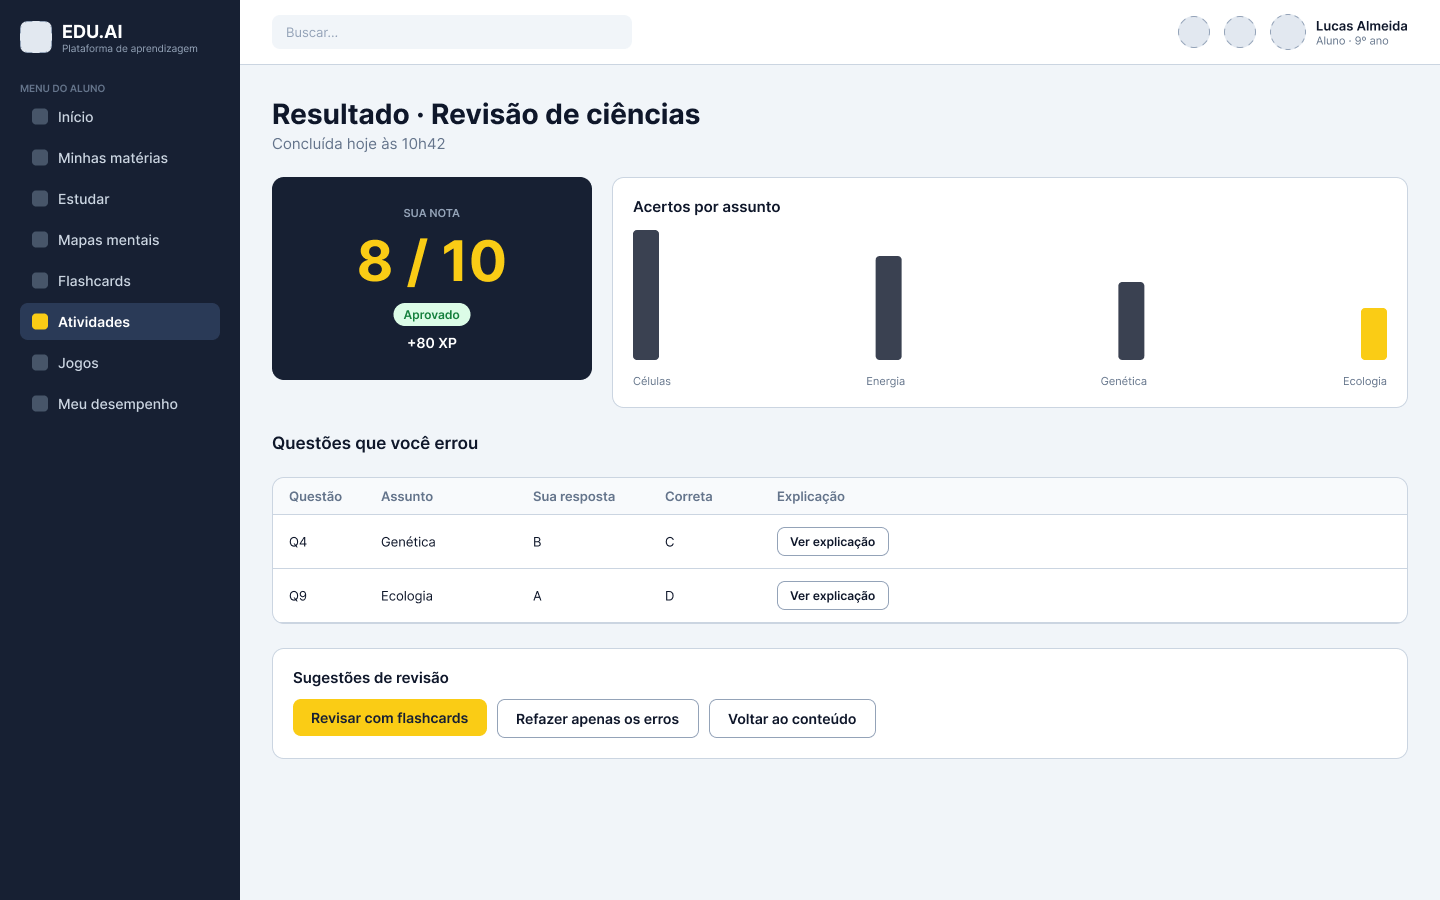 EDU.AI
Plataforma de aprendizagem
MENU DO ALUNO
Início
Minhas matérias
Estudar
Mapas mentais
Flashcards
Atividades
Jogos
Meu desempenho
Buscar...
Lucas Almeida
Aluno · 9º ano
Resultado · Revisão de ciências
Concluída hoje às 10h42
SUA NOTA
8 / 10
Aprovado
+80 XP
Acertos por assunto
Células Energia Genética Ecologia
Questões que você errou
Questão Assunto Sua resposta Correta Explicação
Q4 Genética B C Ver explicação
Q9 Ecologia A D Ver explicação
Sugestões de revisão
Revisar com flashcards Refazer apenas os erros Voltar ao conteúdo